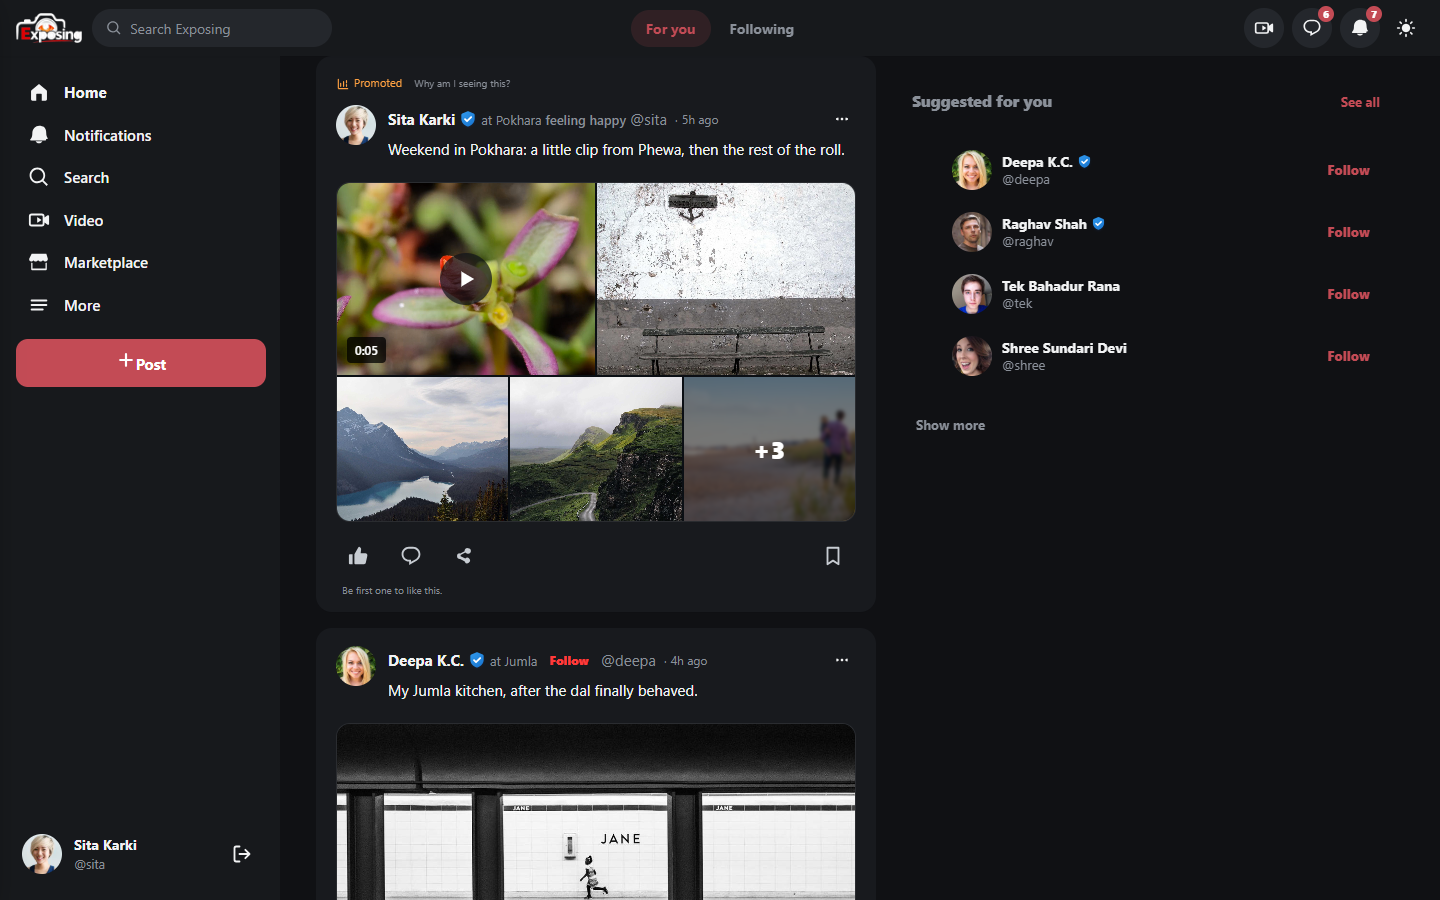 Exposing
Search Exposing
For you
Following
6
7
Home
Notifications
Search
Video
Marketplace
More
Post
Sita Karki
@sita
Promoted Why am I seeing this?
Sita Karki at Pokhara feeling happy @sita · 5h ago
Weekend in Pokhara: a little clip from Phewa, then the rest of the roll.
0:05
+3
Be first one to like this.
Deepa K.C. at Jumla Follow @deepa · 4h ago
My Jumla kitchen, after the dal finally behaved.
JANE
JANE
JANE
Suggested for you
See all
Deepa K.C.
@deepa
Follow
Raghav Shah
@raghav
Follow
Tek Bahadur Rana
@tek
Follow
Shree Sundari Devi
@shree
Follow
Show more